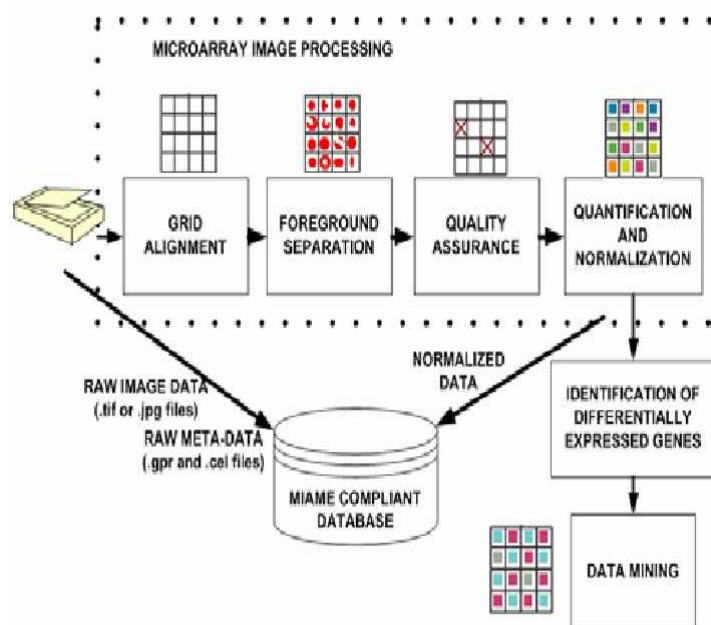 MICROARRAY IMAGE PROCESSING
GRID
ALIGNMENT
FOREGROUND
SEPARATION
QUALITY
ASSURANCE
QUANTIFICATION
AND
NORMALIZATION
RAW IMAGE DATA
(.tif or .jpg files)
RAW META-DATA
(.gpr and .cel files)
NORMALIZED
DATA
MIAME COMPLIANT
DATABASE
IDENTIFICATION OF
DIFFERENTIALLY
EXPRESSED GENES
DATA MINING